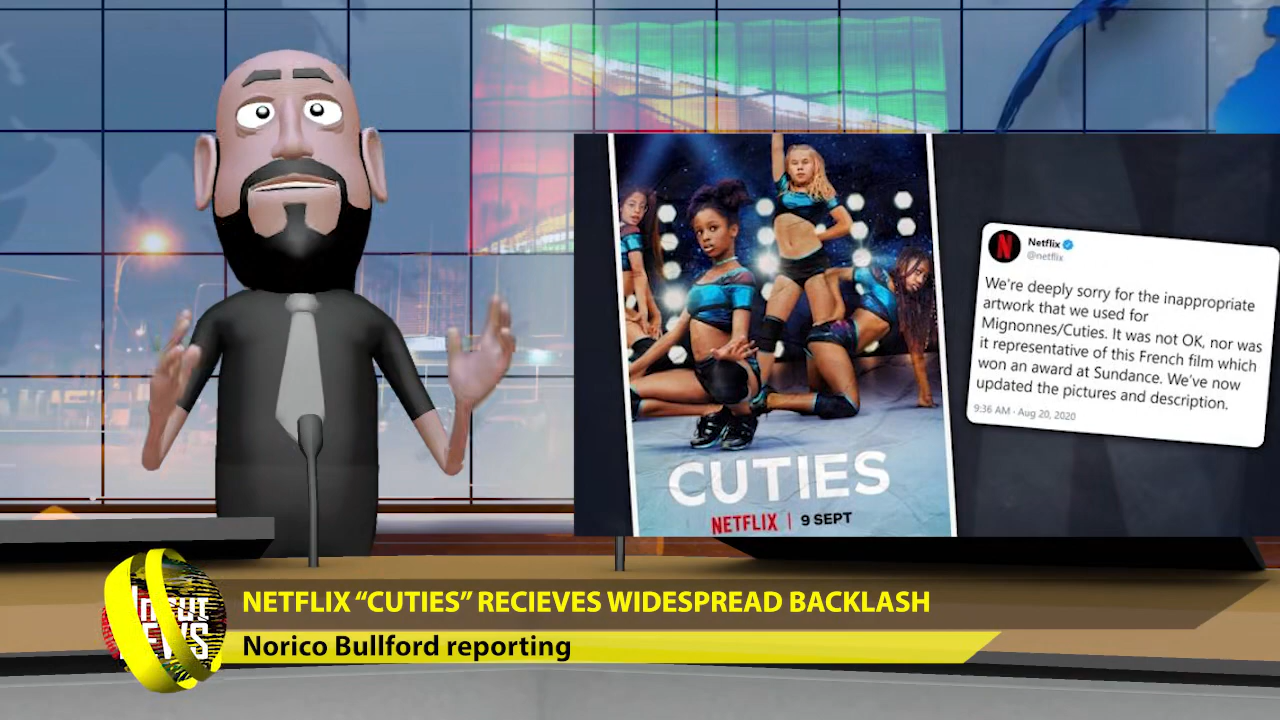 CUTIES
NETFLIX | 9 SEPT
N
Netflix
@netflix
We're deeply sorry for the inappropriate
artwork that we used for
Mignonnes/Cuties. It was not OK, nor was
it representative of this French film which
won an award at Sundance. We've now
updated the pictures and description.
9:36 AM · Aug 20, 2020
NETFLIX “CUTIES” RECIEVES WIDESPREAD BACKLASH
Norico Bullford reporting